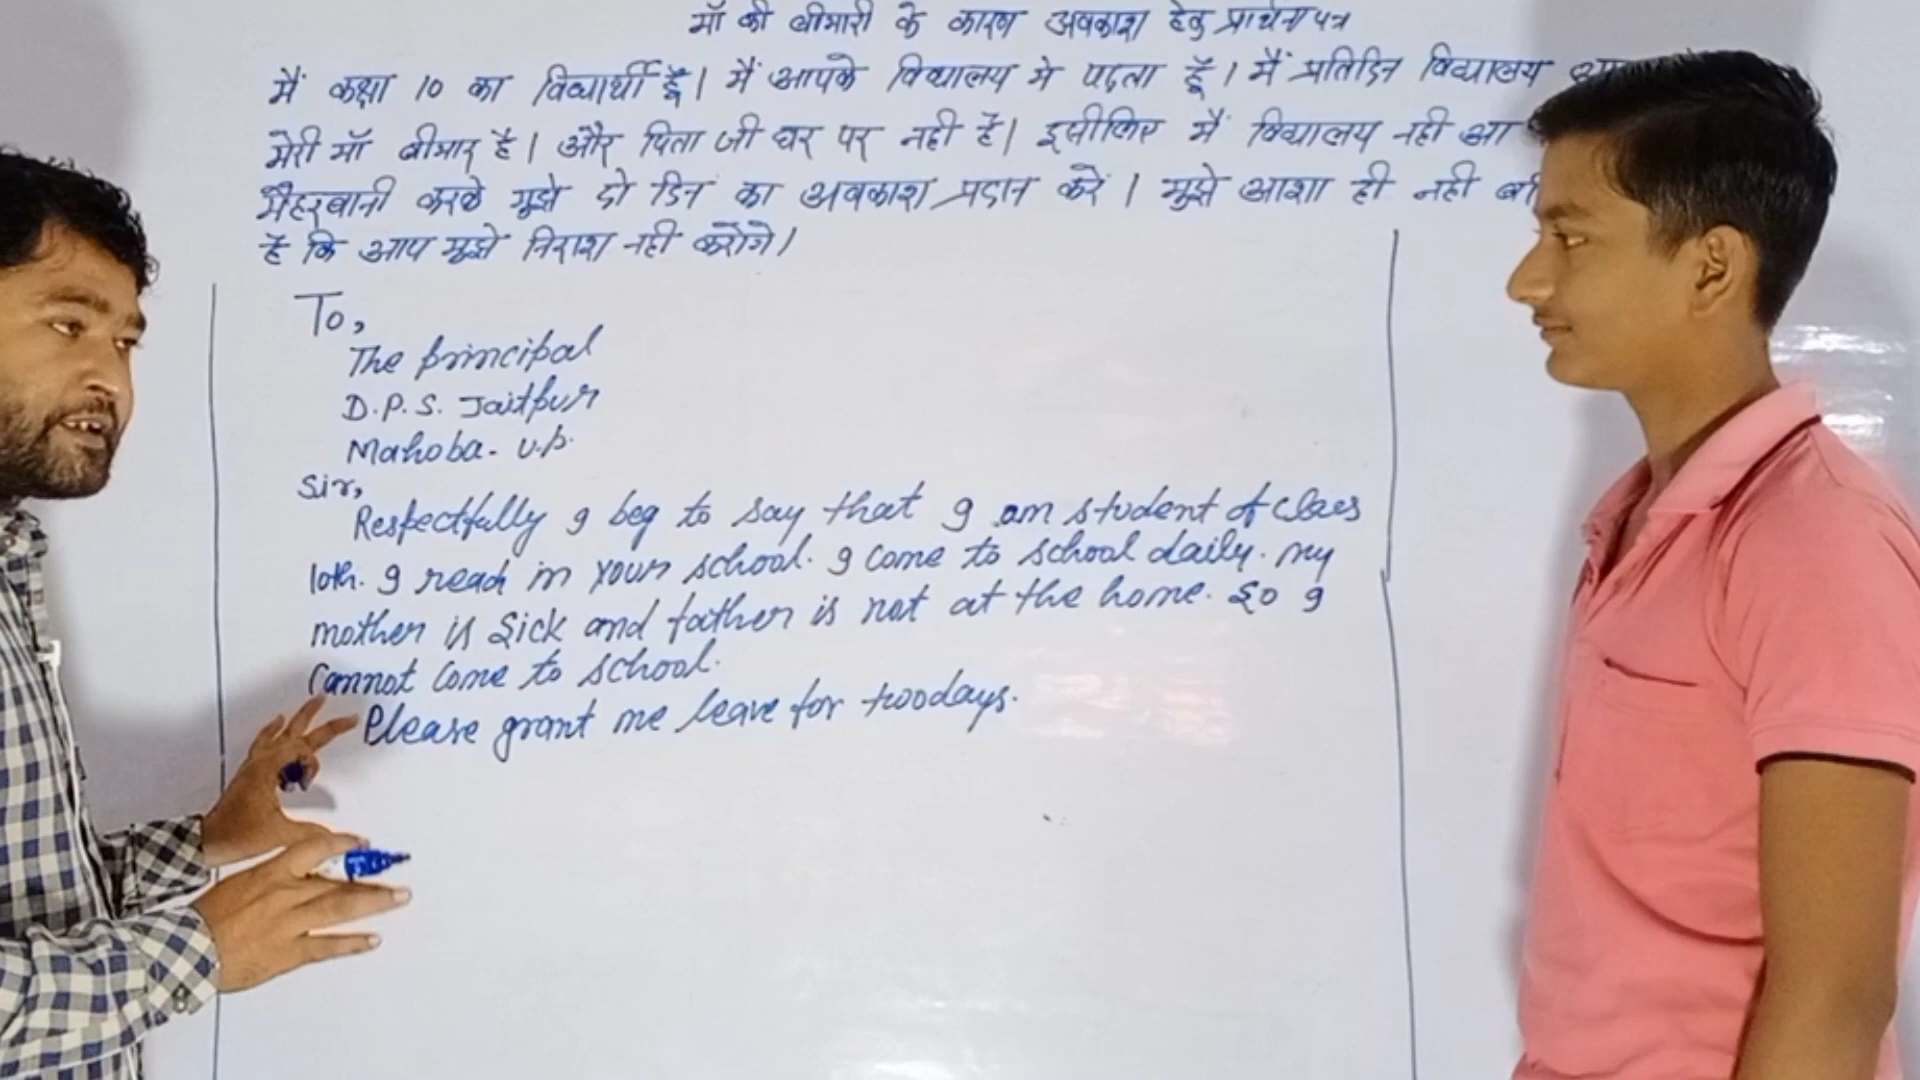 माँ की बीमारी के कारण अवकाश हेतु प्रार्थना पत्र
मैं कक्षा 10 का विद्यार्थी हूँ। मैं आपके विद्यालय मे पढ़ता हूँ। मैं प्रतिदिन विद्यालय
मेरी माँ बीमार है। और पिता जी घर पर नही है। इसीलिए मैं विद्यालय नही आ
मैहरवानी करके मुझे दो दिन का अवकाश प्रदान करें। मुझे आशा ही नही
है कि आप मुझे निराश नही करोगे।
To,
The principal
D.P.S. Jaitpur
Mahoba. U.p.
Sir,
Respectfully I beg to say that I am student of class
10th. I read in your school. I come to school daily. my
mother is sick and father is not at the home. So I
Cannot come to school.
Please grant me leave for twodays.